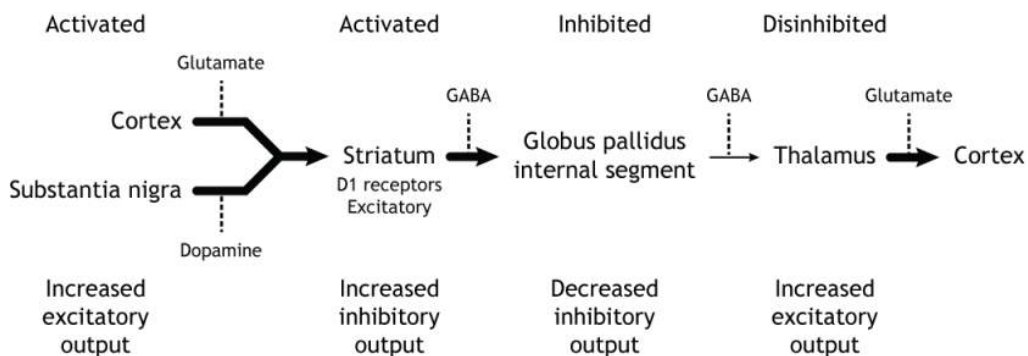 Activated Activated Inhibited Disinhibited
Glutamate
GABA GABA Glutamate
Cortex
Striatum Globus pallidus Thalamus Cortex
internal segment
Substantia nigra D1 receptors
Excitatory
Dopamine
Increased Increased Decreased Increased
excitatory inhibitory inhibitory excitatory
output output output output